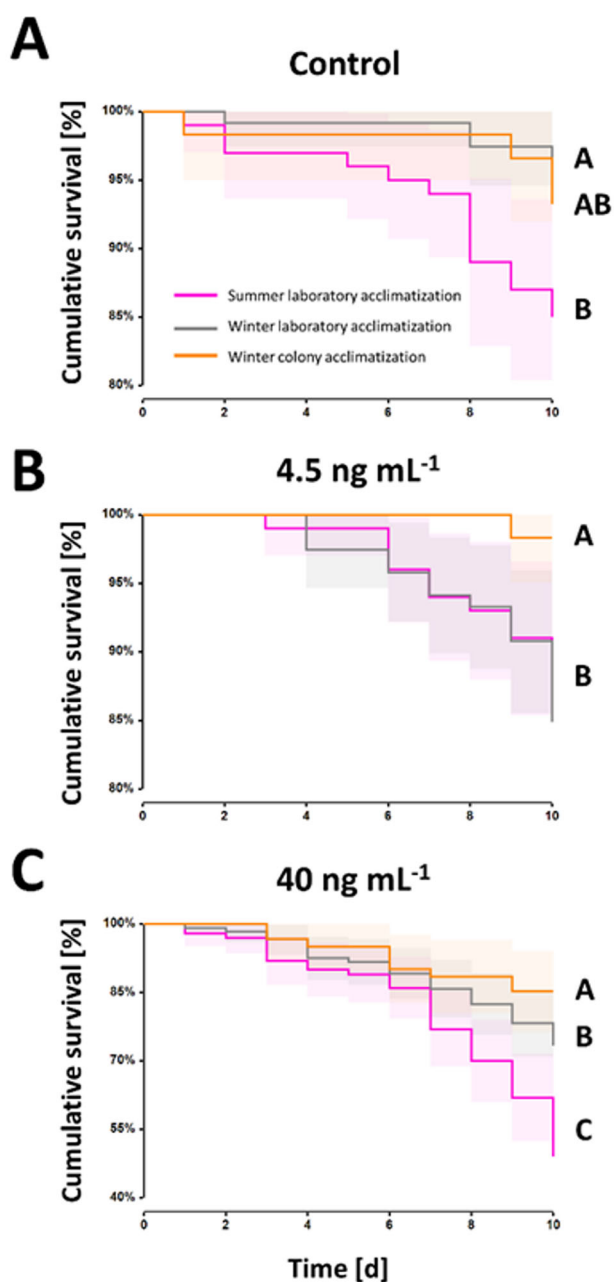 A
Control
Cumulative survival [%]
100%
95%
90%
85%
80%
0 2 4 6 8 10
Summer laboratory acclimatization
Winter laboratory acclimatization
Winter colony acclimatization
A
AB
B
B
4.5 ng mL⁻¹
Cumulative survival [%]
100%
95%
90%
85%
80%
0 2 4 6 8 10
A
B
C
40 ng mL⁻¹
Cumulative survival [%]
100%
85%
70%
55%
40%
0 2 4 6 8 10
A
B
C
Time [d]